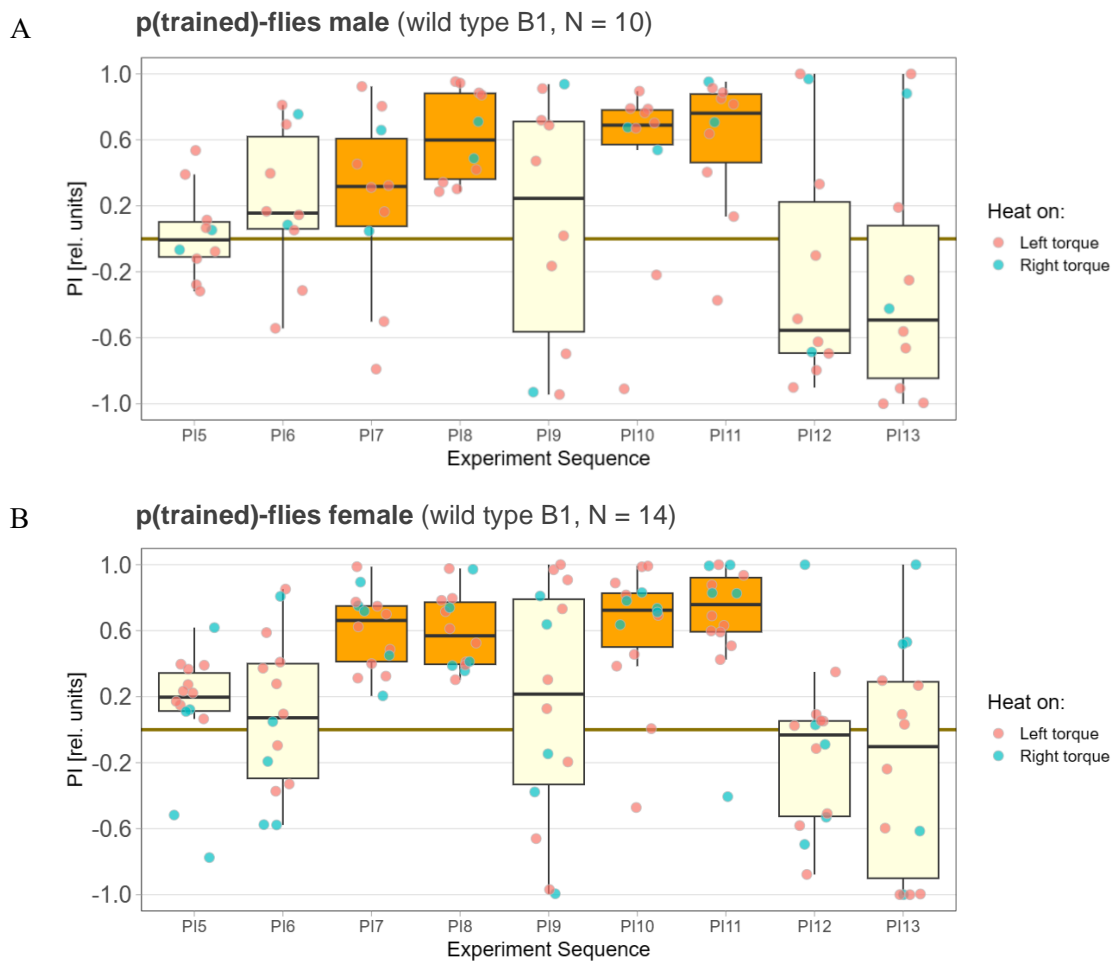 A
p(trained)-flies male (wild type B1, N = 10)
PI [rel. units]
1.0
0.6
0.2
-0.2
-0.6
-1.0
PI5 PI6 PI7 PI8 PI9 PI10 PI11 PI12 PI13
Experiment Sequence
Heat on:
Left torque
Right torque
B
p(trained)-flies female (wild type B1, N = 14)
PI [rel. units]
1.0
0.6
0.2
-0.2
-0.6
-1.0
PI5 PI6 PI7 PI8 PI9 PI10 PI11 PI12 PI13
Experiment Sequence
Heat on:
Left torque
Right torque